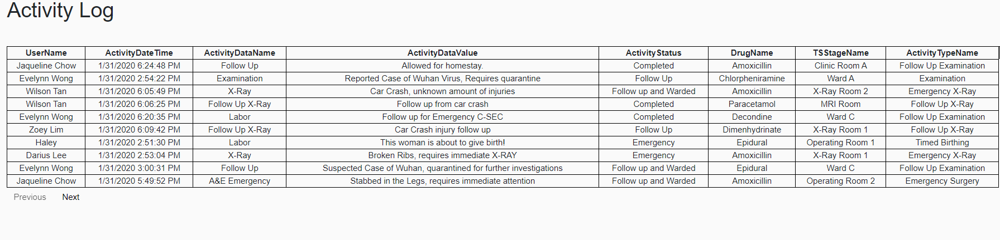 Activity Log
UserName ActivityDateTime ActivityDataName ActivityDataValue ActivityStatus DrugName TSStageName ActivityTypeName
Jaqueline Chow 1/31/2020 6:24:48 PM Follow Up Allowed for homestay. Completed Amoxicillin Clinic Room A Follow Up Examination
Evelynn Wong 1/31/2020 2:54:22 PM Examination Reported Case of Wuhan Virus, Requires quarantine Follow Up Chlorpheniramine Ward A Examination
Wilson Tan 1/31/2020 6:05:49 PM X-Ray Car Crash, unknown amount of injuries Follow up and Warded Amoxicillin X-Ray Room 2 Emergency X-Ray
Wilson Tan 1/31/2020 6:06:25 PM Follow Up X-Ray Follow up from car crash Completed Paracetamol MRI Room Follow Up X-Ray
Evelynn Wong 1/31/2020 6:20:35 PM Labor Follow up for Emergency C-SEC Completed Decondine Ward C Follow Up Examination
Zoey Lim 1/31/2020 6:09:42 PM Follow Up X-Ray Car Crash injury follow up Follow Up Dimenhydrinate X-Ray Room 1 Follow Up X-Ray
Haley 1/31/2020 2:51:30 PM Labor This woman is about to give birth! Emergency Epidural Operating Room 1 Timed Birthing
Darius Lee 1/31/2020 2:53:04 PM X-Ray Broken Ribs, requires immediate X-RAY Emergency Amoxicillin X-Ray Room 1 Emergency X-Ray
Evelynn Wong 1/31/2020 3:00:31 PM Follow Up Suspected Case of Wuhan, quarantined for further investigations Follow up and Warded Epidural Ward C Follow Up Examination
Jaqueline Chow 1/31/2020 5:49:52 PM A&E Emergency Stabbed in the Legs, requires immediate attention Follow up and Warded Amoxicillin Operating Room 2 Emergency Surgery
Previous Next